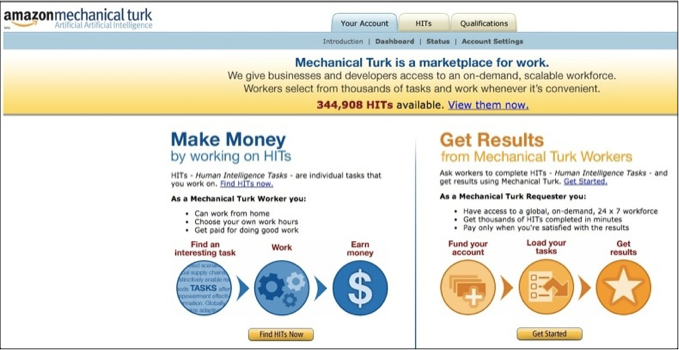 amazonmechanical turk
Artificial Artificial Intelligence
Your Account HITs Qualifications
Introduction | Dashboard | Status | Account Settings
Mechanical Turk is a marketplace for work.
We give businesses and developers access to an on-demand, scalable workforce.
Workers select from thousands of tasks and work whenever it's convenient.
344,908 HITs available. View them now.
Make Money
by working on HITs
HITs - Human Intelligence Tasks - are individual tasks that
you work on. Find HITs now.
As a Mechanical Turk Worker you:
• Can work from home
• Choose your own work hours
• Get paid for doing good work
Find an
interesting task
Work
Earn
money
TASKS
$
Find HITs Now
Get Results
from Mechanical Turk Workers
Ask workers to complete HITs - Human Intelligence Tasks - and
get results using Mechanical Turk. Get Started.
As a Mechanical Turk Requester you:
• Have access to a global, on-demand, 24 x 7 workforce
• Get thousands of HITs completed in minutes
• Pay only when you're satisfied with the results
Fund your
account
Load your
tasks
Get
results
Get Started